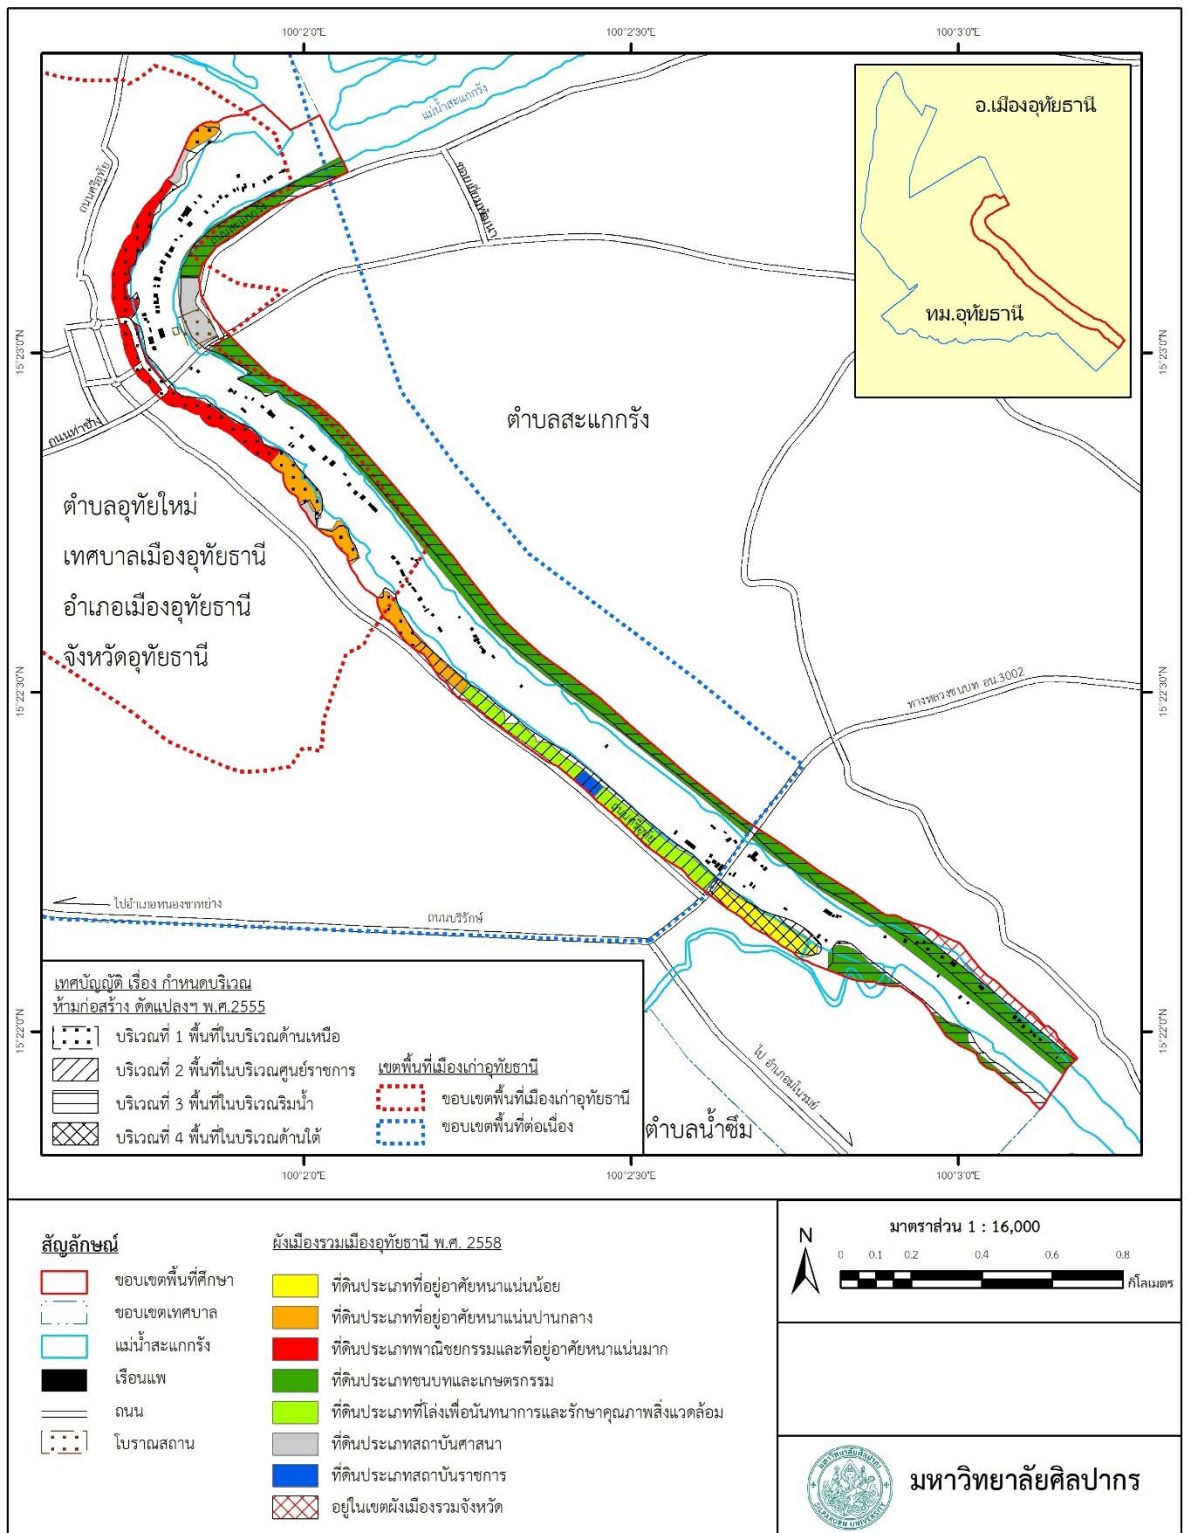 100°2'0"E
100°2'30"E
100°3'0"E
อ.เมืองอุทัยธานี
ทม.อุทัยธานี
แม่น้ำสะแกกรัง
ถนนศรีอุทัย
15°23'0"N
15°23'0"N
ถนนท่าช้าง
ตำบลสะแกกรัง
ตำบลอุทัยใหม่
เทศบาลเมืองอุทัยธานี
อำเภอเมืองอุทัยธานี
จังหวัดอุทัยธานี
15°22'30"N
15°22'30"N
ทางหลวงชนบท อน.3002
ไปอำเภอหนองขาหย่าง
ถนนบริรักษ์
15°22'0"N
15°22'0"N
ไป อำเภอมโนรมย์
ตำบลน้ำซึม
เทศบัญญัติ เรื่อง กำหนดบริเวณ
ห้ามก่อสร้าง ดัดแปลงฯ พ.ศ.2555
บริเวณที่ 1 พื้นที่ในบริเวณด้านเหนือ
บริเวณที่ 2 พื้นที่ในบริเวณศูนย์ราชการ
บริเวณที่ 3 พื้นที่ในบริเวณริมน้ำ
บริเวณที่ 4 พื้นที่ในบริเวณด้านใต้
เขตพื้นที่เมืองเก่าอุทัยธานี
ขอบเขตพื้นที่เมืองเก่าอุทัยธานี
ขอบเขตพื้นที่ต่อเนื่อง
100°2'0"E
100°2'30"E
100°3'0"E
สัญลักษณ์
ขอบเขตพื้นที่ศึกษา
ขอบเขตเทศบาล
แม่น้ำสะแกกรัง
เรือนแพ
ถนน
โบราณสถาน
ผังเมืองรวมเมืองอุทัยธานี พ.ศ. 2558
ที่ดินประเภทที่อยู่อาศัยหนาแน่นน้อย
ที่ดินประเภทที่อยู่อาศัยหนาแน่นปานกลาง
ที่ดินประเภทพาณิชยกรรมและที่อยู่อาศัยหนาแน่นมาก
ที่ดินประเภทชนบทและเกษตรกรรม
ที่ดินประเภทที่โล่งเพื่อนันทนาการและรักษาคุณภาพสิ่งแวดล้อม
ที่ดินประเภทสถาบันศาสนา
ที่ดินประเภทสถาบันราชการ
อยู่ในเขตผังเมืองรวมจังหวัด
N
มาตราส่วน 1 : 16,000
0 0.1 0.2 0.4 0.6 0.8
กิโลเมตร
มหาวิทยาลัยศิลปากร
SILPAKORN UNIVERSITY
มหาวิทยาลัยศิลปากร